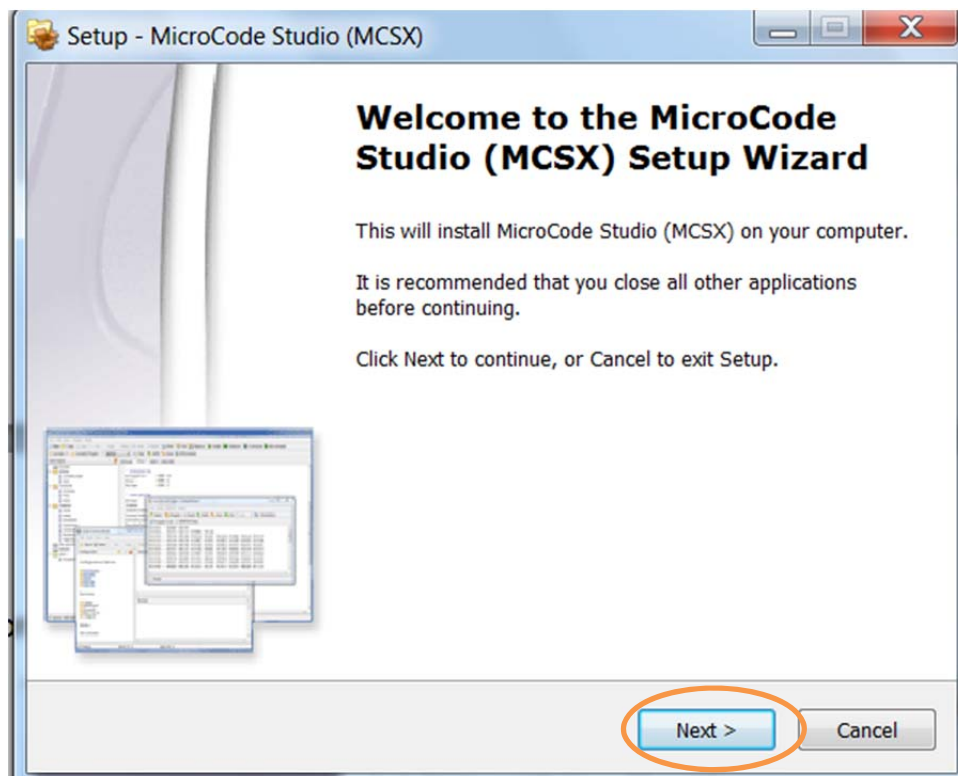 Setup - MicroCode Studio (MCSX)
Welcome to the MicroCode
Studio (MCSX) Setup Wizard
This will install MicroCode Studio (MCSX) on your computer.
It is recommended that you close all other applications
before continuing.
Click Next to continue, or Cancel to exit Setup.
Next >
Cancel